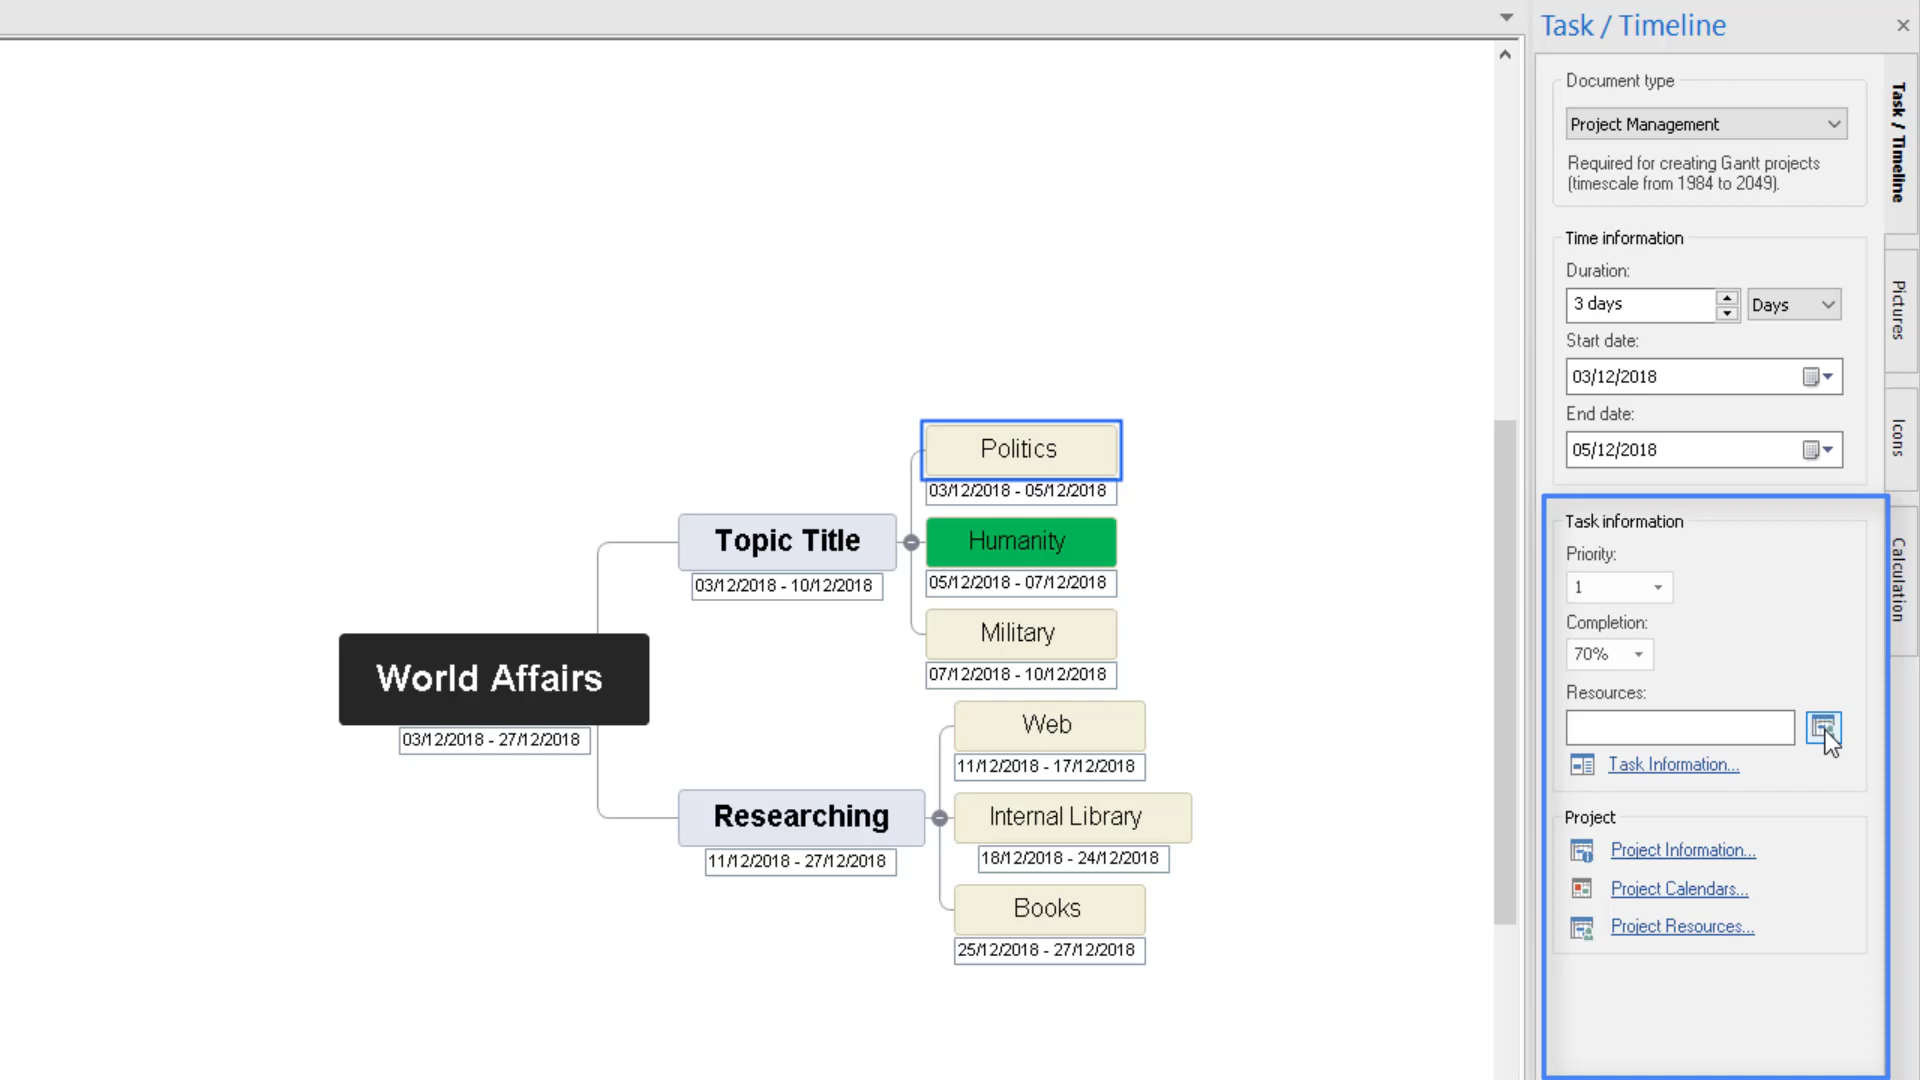 Task / Timeline
Document type
Project Management
Required for creating Gantt projects
(timescale from 1984 to 2049).
Time information
Duration:
3 days
Days
Start date:
03/12/2018
End date:
05/12/2018
Task information
Priority:
1
Completion:
70%
Resources:
Task Information...
Project
Project Information...
Project Calendars...
Project Resources...
Task / Timeline
Pictures
Icons
Calculation
World Affairs
03/12/2018 - 27/12/2018
Topic Title
03/12/2018 - 10/12/2018
Politics
03/12/2018 - 05/12/2018
Humanity
05/12/2018 - 07/12/2018
Military
07/12/2018 - 10/12/2018
Researching
11/12/2018 - 27/12/2018
Web
11/12/2018 - 17/12/2018
Internal Library
18/12/2018 - 24/12/2018
Books
25/12/2018 - 27/12/2018